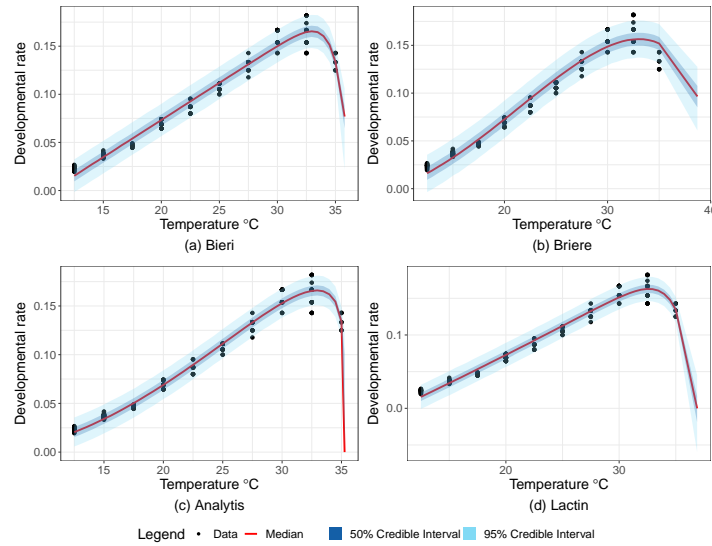 Developmental rate
0.15
0.10
0.05
0.00
15 20 25 30 35
Temperature °C
(a) Bieri
Developmental rate
0.15
0.10
0.05
0.00
20 30 40
Temperature °C
(b) Briere
Developmental rate
0.15
0.10
0.05
0.00
15 20 25 30 35
Temperature °C
(c) Analytis
Developmental rate
0.1
0.0
20 30
Temperature °C
(d) Lactin
Legend Data Median 50% Credible Interval 95% Credible Interval